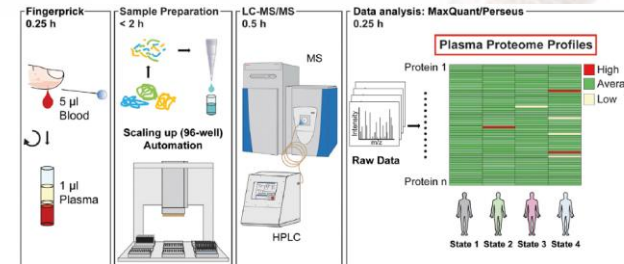 Fingerprick
0.25 h
5 µl
Blood
1 µl
Plasma
Sample Preparation
< 2 h
Scaling up (96-well)
Automation
LC-MS/MS
0.5 h
MS
HPLC
Data analysis: MaxQuant/Perseus
0.25 h
Intensity
m/z
Raw Data
Plasma Proteome Profiles
Protein 1
Protein n
High
Avera
Low
State 1 State 2 State 3 State 4